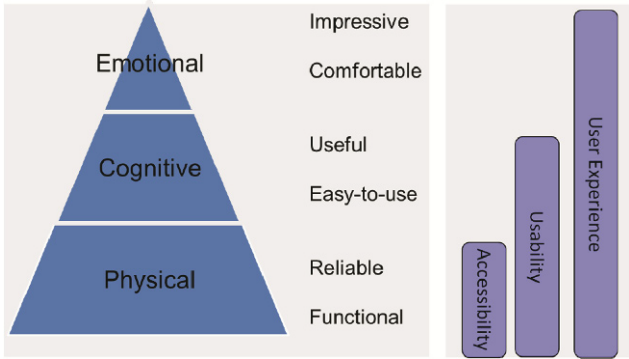 Emotional
Cognitive
Physical
Impressive
Comfortable
Useful
Easy-to-use
Reliable
Functional
Accessibility
Usability
User Experience